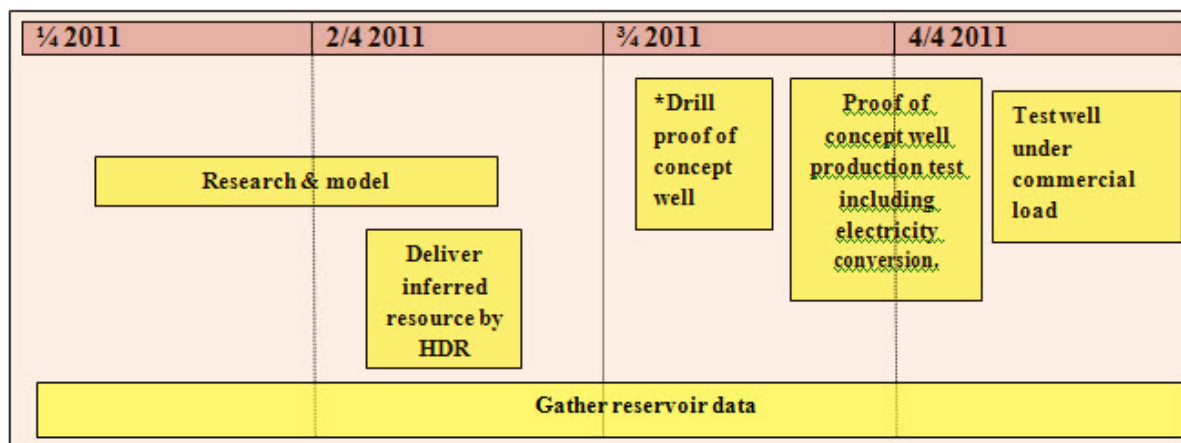 ¼ 2011
2/4 2011
¾ 2011
4/4 2011
*Drill
proof of
concept
well
Proof of
concept well
production test
including
electricity
conversion.
Test well
under
commercial
load
Research & model
Deliver
inferred
resource by
HDR
Gather reservoir data